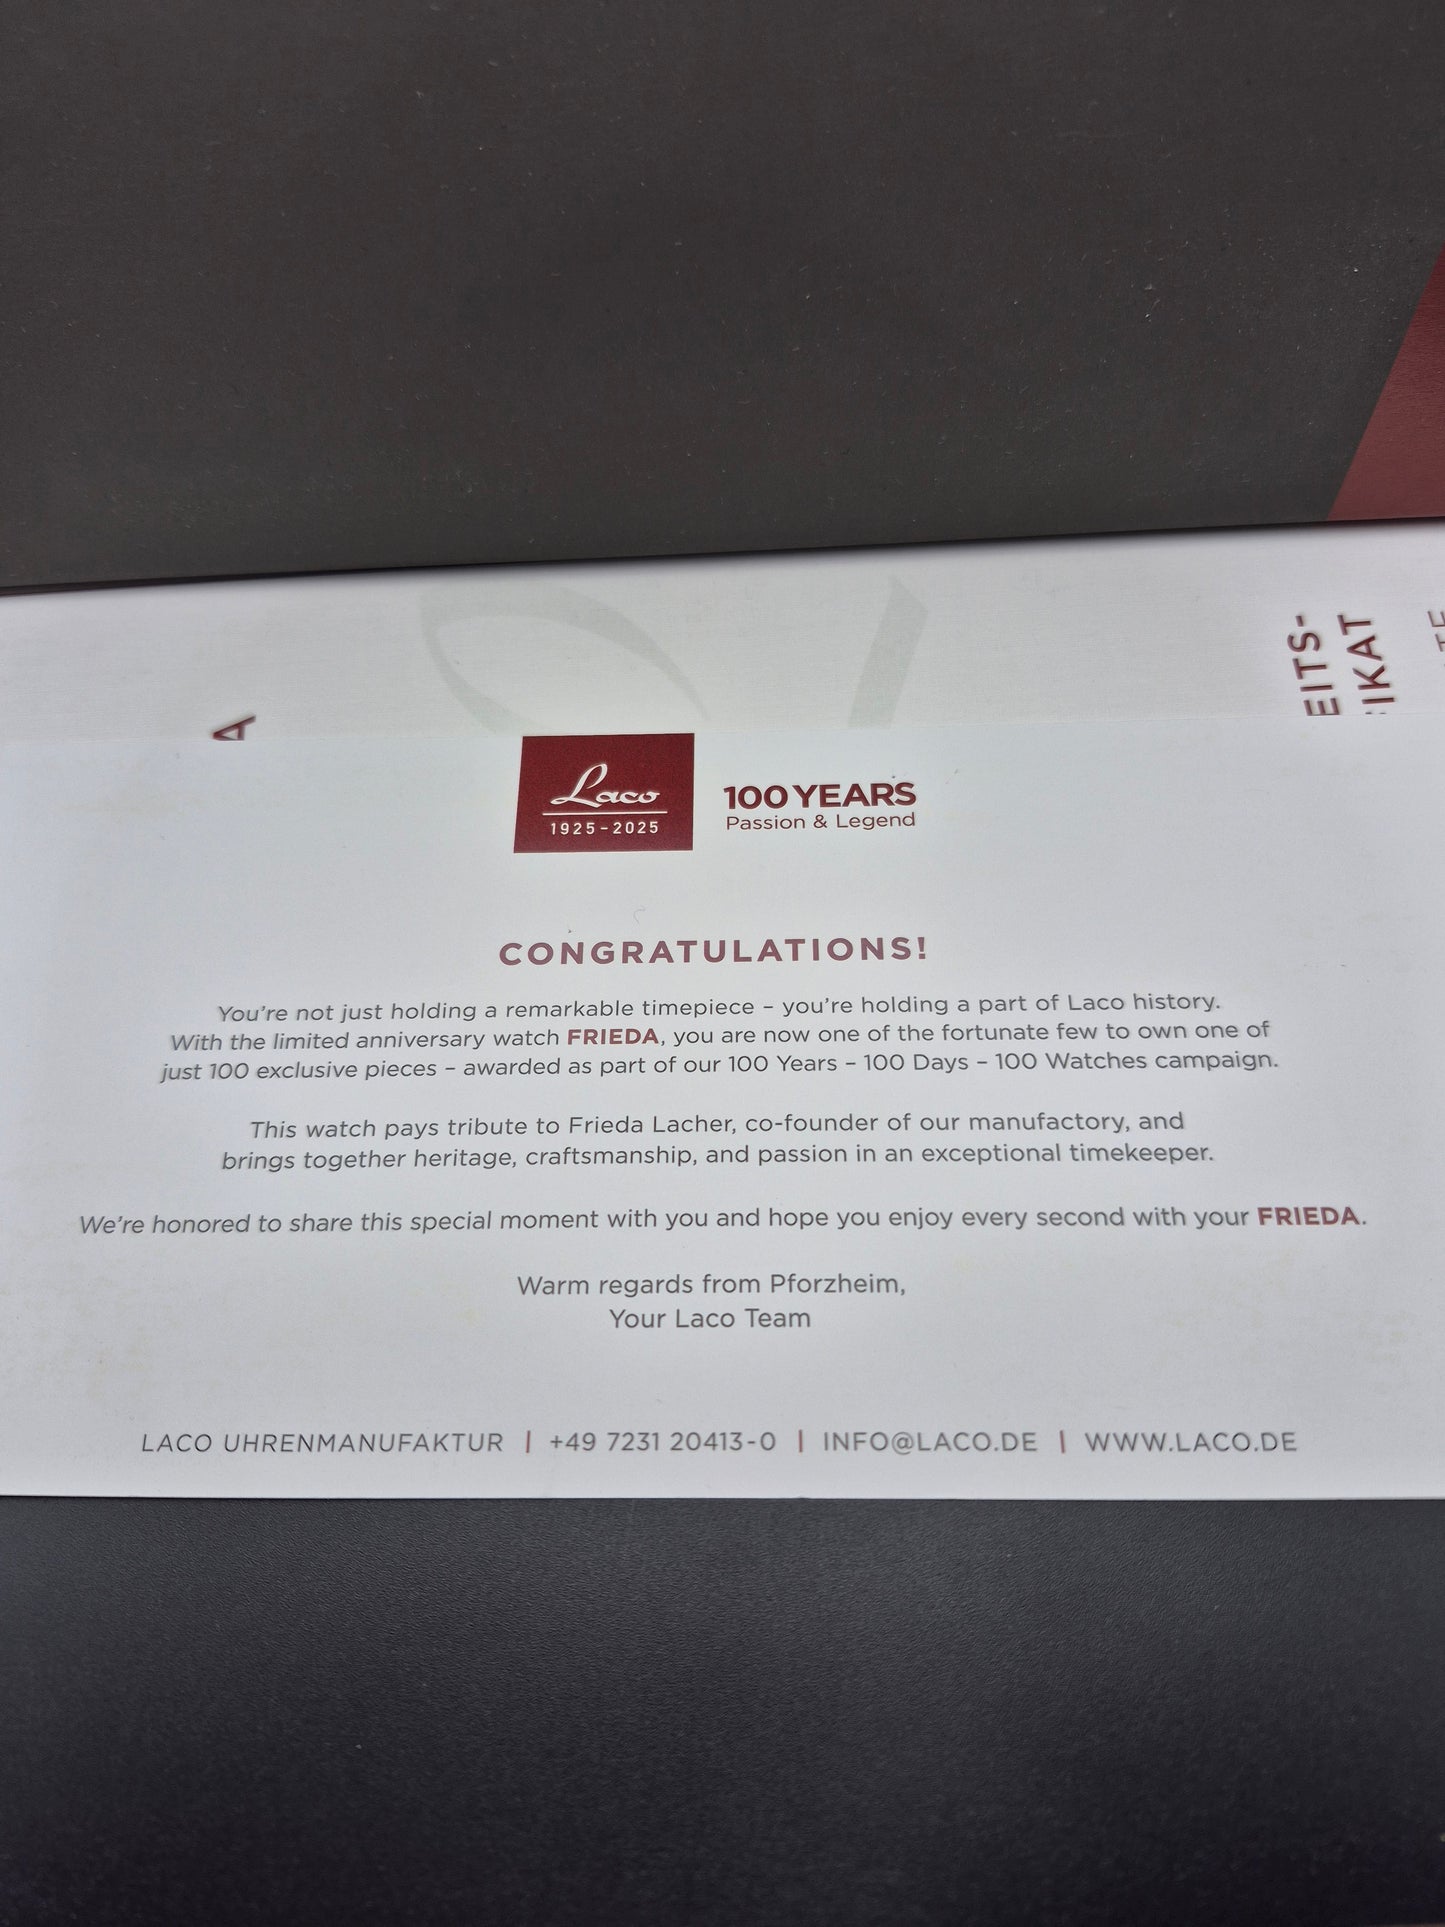 EITS-
IKAT
A
Laco
1925-2025
100 YEARS
Passion & Legend
CONGRATULATIONS!
You're not just holding a remarkable timepiece – you're holding a part of Laco history.
With the limited anniversary watch FRIEDA, you are now one of the fortunate few to own one of
just 100 exclusive pieces – awarded as part of our 100 Years – 100 Days – 100 Watches campaign.
This watch pays tribute to Frieda Lacher, co-founder of our manufactory, and
brings together heritage, craftsmanship, and passion in an exceptional timekeeper.
We're honored to share this special moment with you and hope you enjoy every second with your FRIEDA.
Warm regards from Pforzheim,
Your Laco Team
LACO UHRENMANUFAKTUR | +49 7231 20413-0 | INFO@LACO.DE | WWW.LACO.DE